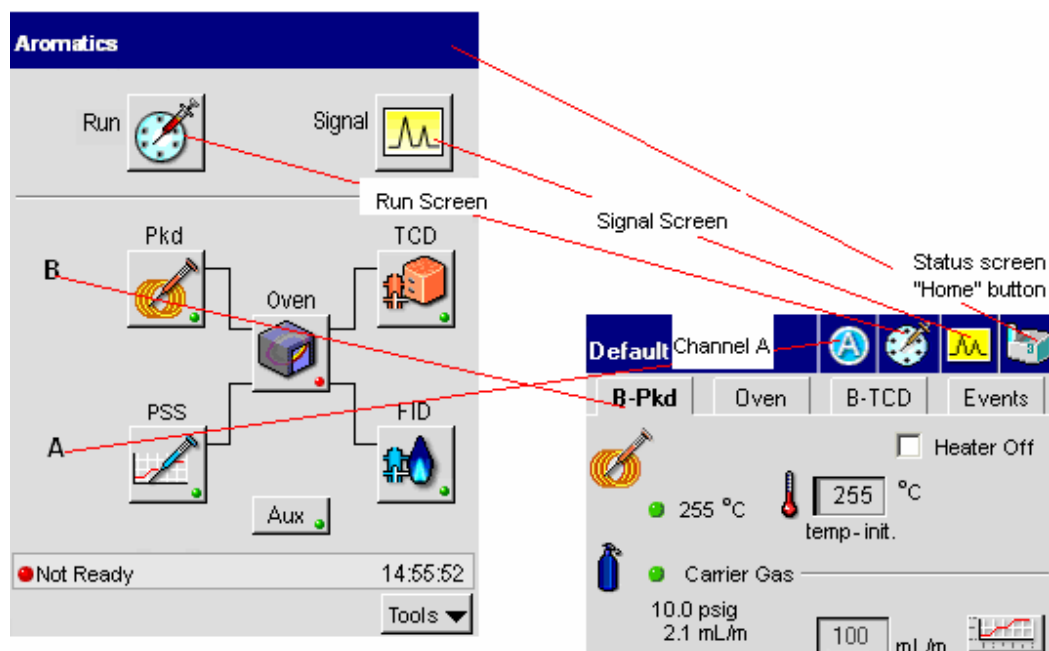 Aromatics
Run
Signal
Run Screen
Signal Screen
Status screen
"Home" button
Pkd
TCD
B
Oven
PSS
FID
A
Aux
Not Ready
14:55:52
Tools
Default
Channel A
A
B-Pkd
Oven
B-TCD
Events
Heater Off
255 °C
255 °C
temp-init.
Carrier Gas
10.0 psig
2.1 mL/m
100 mL/m